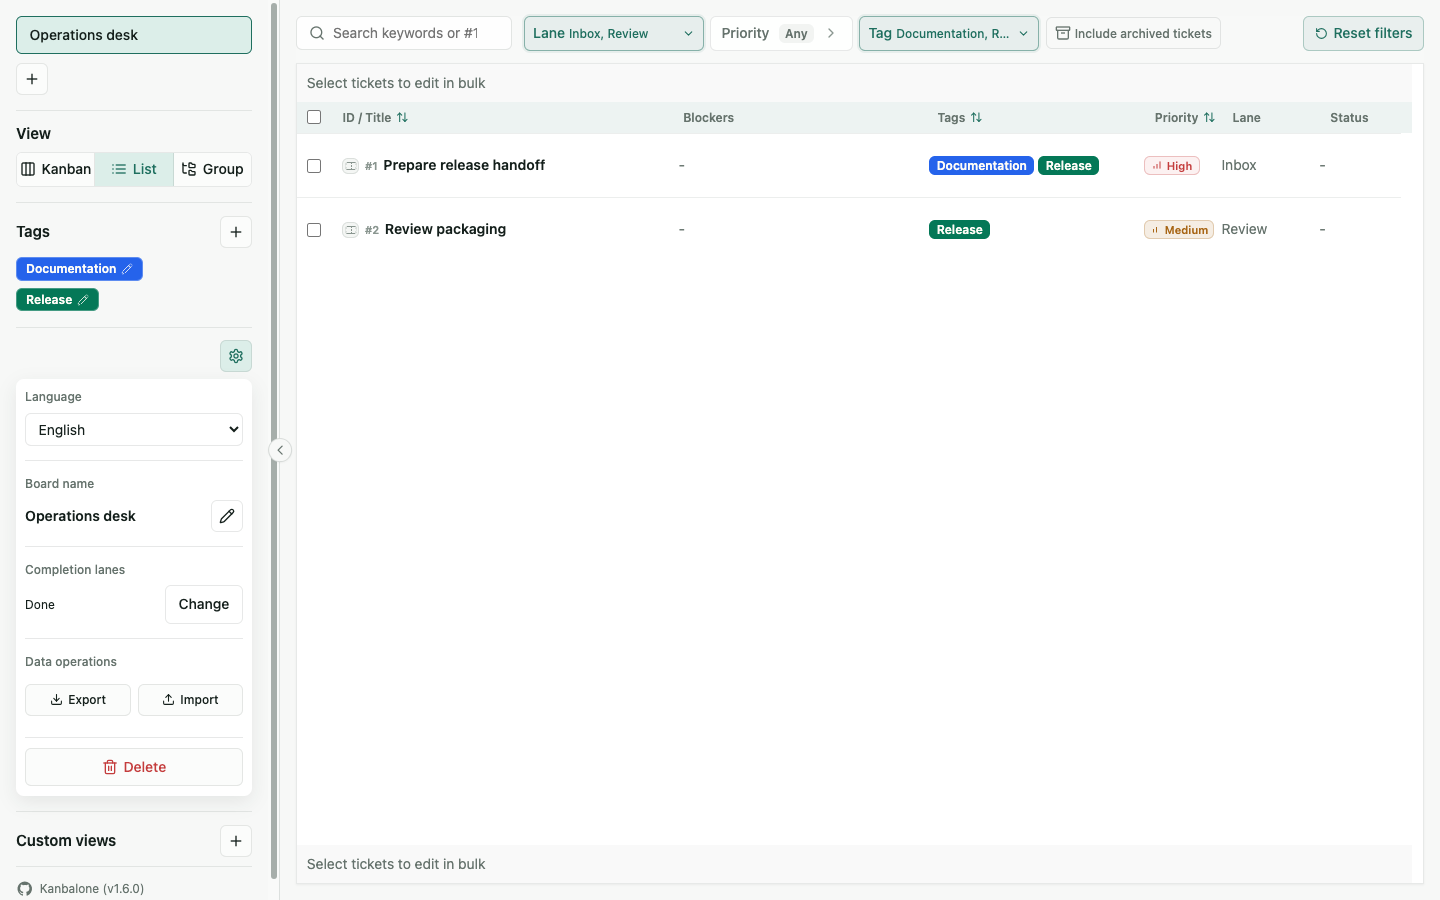 Operations desk
View
Kanban
List
Group
Tags
Documentation
Release
Language
English
Board name
Operations desk
Completion lanes
Done
Change
Data operations
Export
Import
Delete
Custom views
Kanbalone (v1.6.0)
Search keywords or #1
Lane Inbox, Review
Priority Any
Tag Documentation, R...
Include archived tickets
Reset filters
Select tickets to edit in bulk
ID / Title
Blockers
Tags
Priority
Lane
Status
#1 Prepare release handoff
-
Documentation
Release
High
Inbox
-
#2 Review packaging
-
Release
Medium
Review
-
Select tickets to edit in bulk